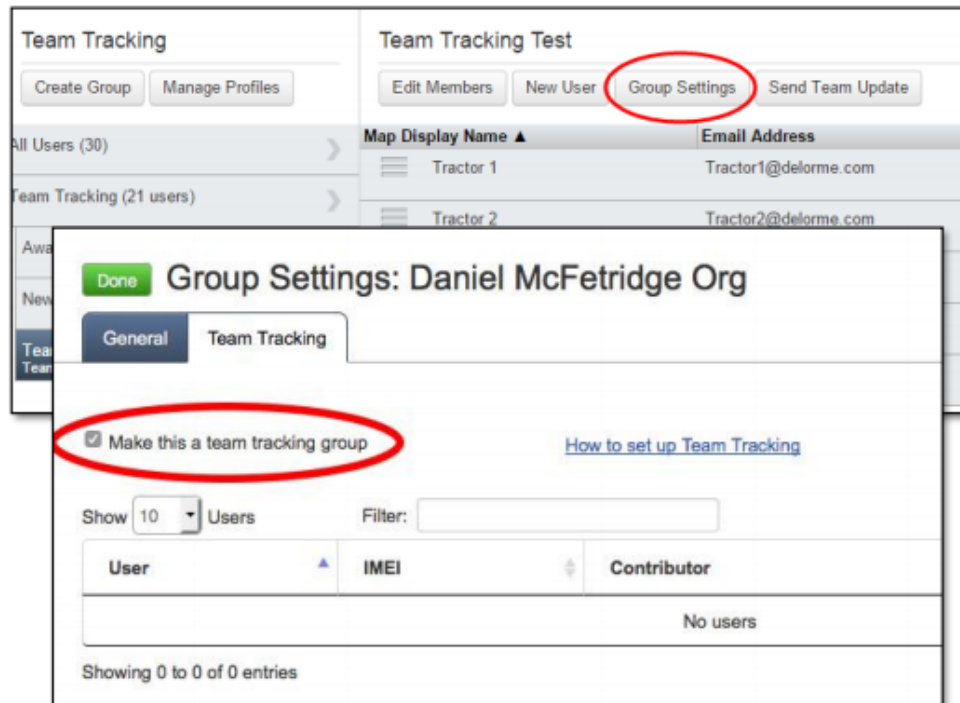 Team Tracking
Team Tracking Test
Create Group Manage Profiles
Edit Members New User Group Settings Send Team Update
Map Display Name ▲ Email Address
All Users (30)
Tractor 1 Tractor1@delorme.com
Team Tracking (21 users)
Tractor 2 Tractor2@delorme.com
Awa
New
Tea
Team
Done Group Settings: Daniel McFetridge Org
General Team Tracking
Make this a team tracking group How to set up Team Tracking
Show 10 Users Filter:
User IMEI Contributor
No users
Showing 0 to 0 of 0 entries